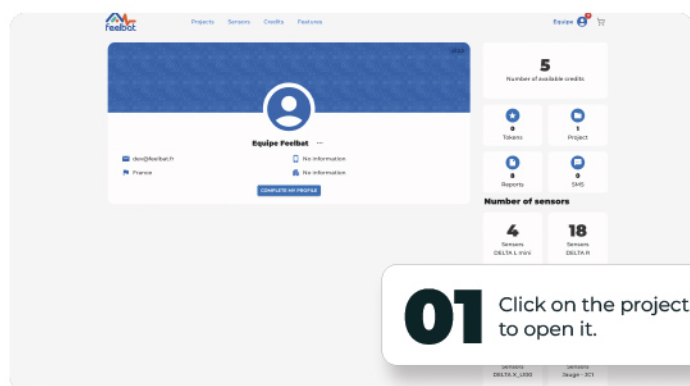 feelbat
Projects Sensors Credits Features
Equipe
5
Number of available credits
0
Tokens
1
Project
Equipe Feelbat ...
dev@feelbat.fr
No information
France
No information
COMPLETE MY PROFILE
8
Reports
0
SMS
Number of sensors
4
Sensors
DELTA L mini
18
Sensors
01
Click on the project
to open it.
Sensors
Sensors